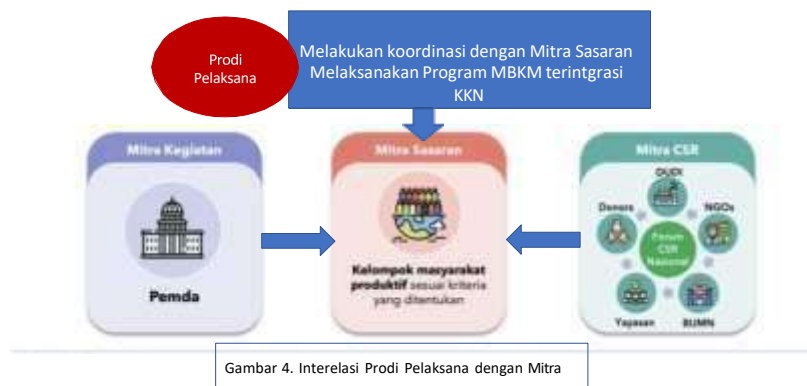 Prodi
Pelaksana
Melakukan koordinasi dengan Mitra Sasaran
Melaksanakan Program MBKM terintgrasi
KKN
Mitra Kegiatan
Pemda
Mitra Sasaran
Kelompok masyarakat
produktif sesuai kriteria
yang ditentukan
Mitra CSR
DUDI
Donors
NGOs
Forum
CSR
Nasional
Yayasan
BUMN
Gambar 4. Interelasi Prodi Pelaksana dengan Mitra